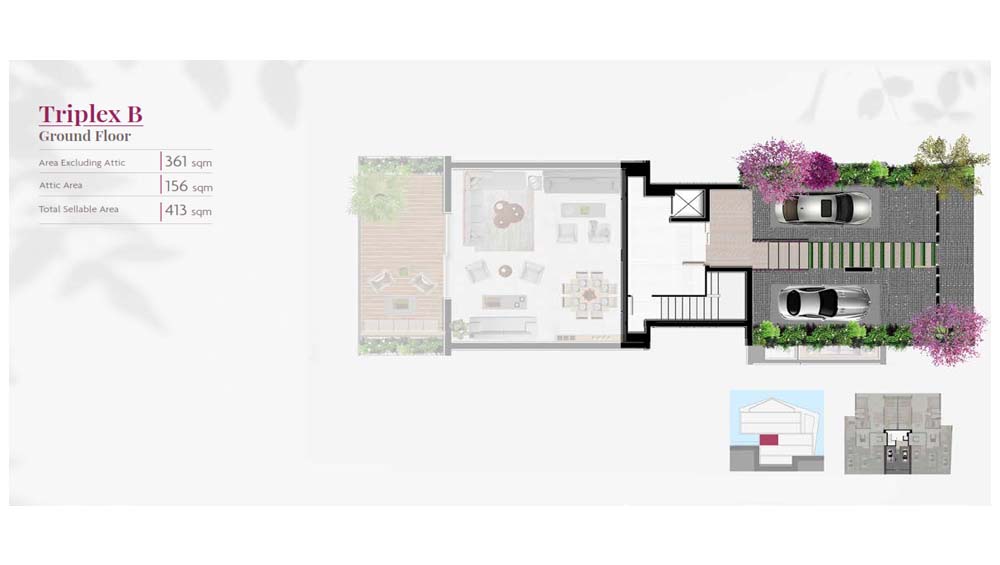 Triplex B
Ground Floor
Area Excluding Attic 361 sqm
Attic Area 156 sqm
Total Sellable Area 413 sqm